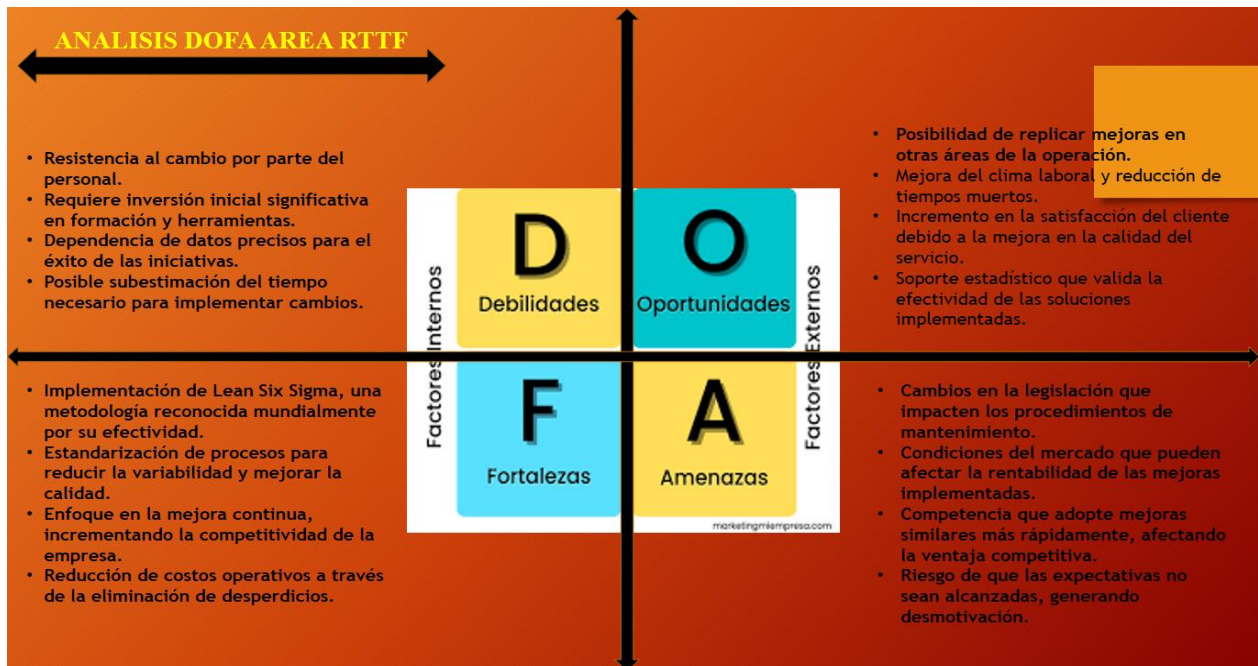 ANALISIS DOFA AREA RTTF
• Resistencia al cambio por parte del
personal.
• Requiere inversión inicial significativa
en formación y herramientas.
• Dependencia de datos precisos para el
éxito de las iniciativas.
• Posible subestimación del tiempo
necesario para implementar cambios.
Factores Internos
D
Debilidades
O
Oportunidades
Factores Externos
• Posibilidad de replicar mejoras en
otras áreas de la operación.
• Mejora del clima laboral y reducción de
tiempos muertos.
• Incremento en la satisfacción del cliente
debido a la mejora en la calidad del
servicio.
• Soporte estadístico que valida la
efectividad de las soluciones
implementadas.
• Implementación de Lean Six Sigma, una
metodología reconocida mundialmente
por su efectividad.
• Estandarización de procesos para
reducir la variabilidad y mejorar la
calidad.
• Enfoque en la mejora continua,
incrementando la competitividad de la
empresa.
• Reducción de costos operativos a través
de la eliminación de desperdicios.
F
Fortalezas
A
Amenazas
marketingmiempresa.com
• Cambios en la legislación que
impacten los procedimientos de
mantenimiento.
• Condiciones del mercado que pueden
afectar la rentabilidad de las mejoras
implementadas.
• Competencia que adopte mejoras
similares más rápidamente, afectando
la ventaja competitiva.
• Riesgo de que las expectativas no
sean alcanzadas, generando
desmotivación.